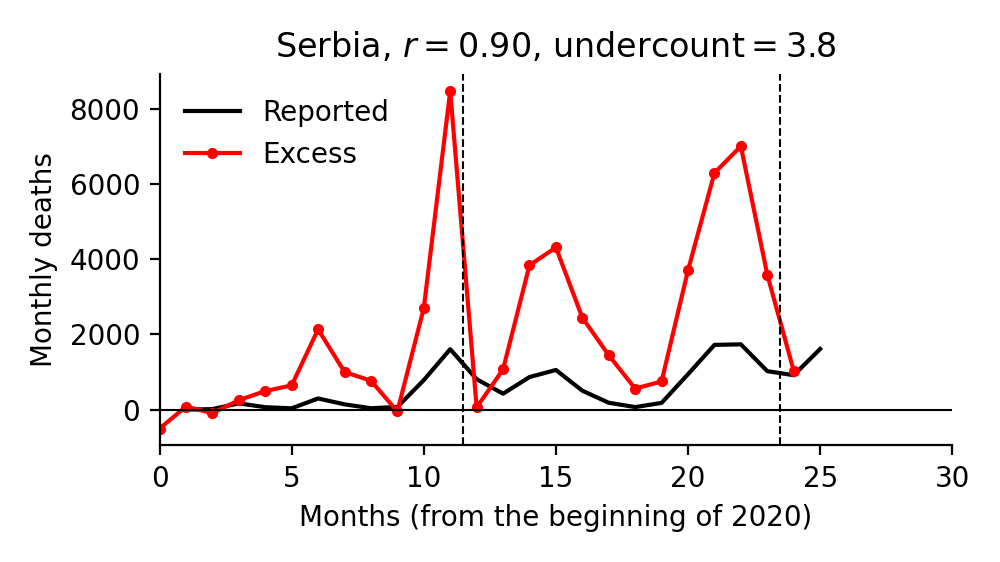 Serbia, r = 0.90, undercount = 3.8
Monthly deaths
8000
6000
4000
2000
0
Reported
Excess
0 5 10 15 20 25 30
Months (from the beginning of 2020)